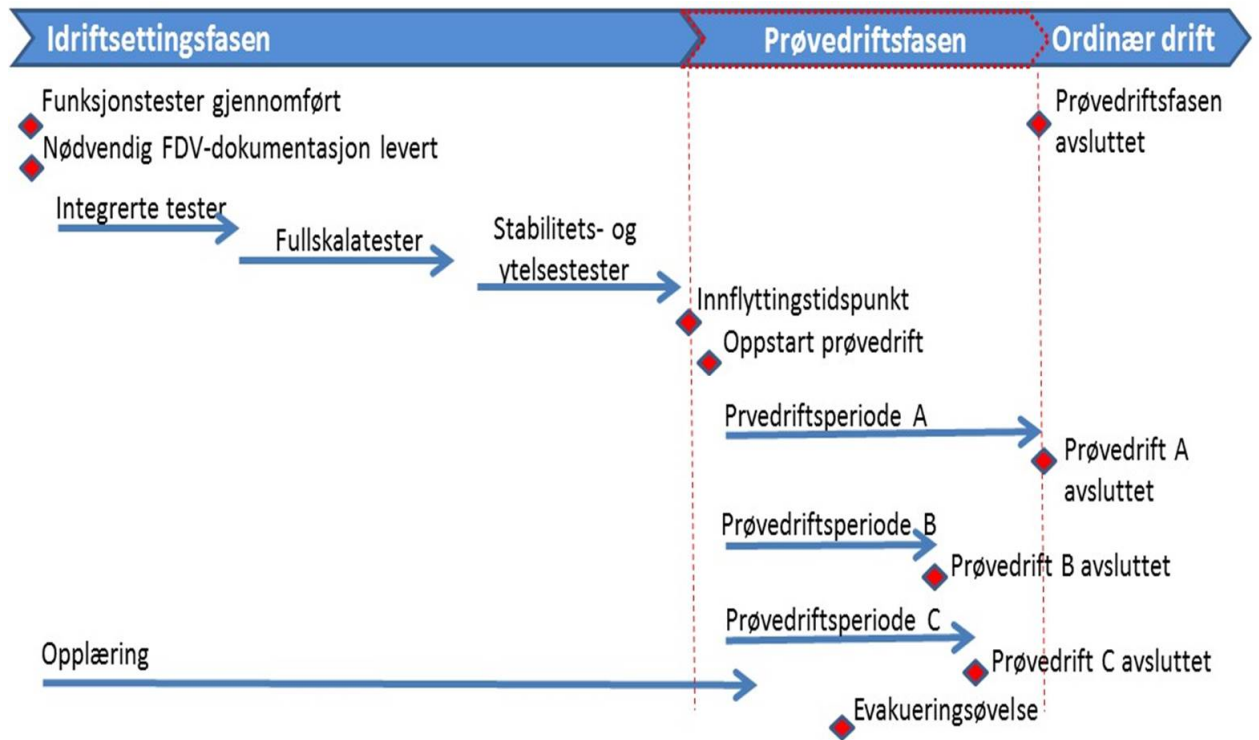 Idriftsettingsfasen
Prøvedriftsfasen
Ordinær drift
Funksjonstester gjennomført
Nødvendig FDV-dokumentasjon levert
Prøvedriftsfasen
avsluttet
Integrerte tester
Fullskalatester
Stabilitets- og
ytelsestester
Innflyttingstidspunkt
Oppstart prøvedrift
Prvedriftsperiode A
Prøvedrift A
avsluttet
Prøvedriftsperiode B
Prøvedrift B avsluttet
Prøvedriftsperiode C
Opplæring
Prøvedrift C avsluttet
Evakueringsøvelse